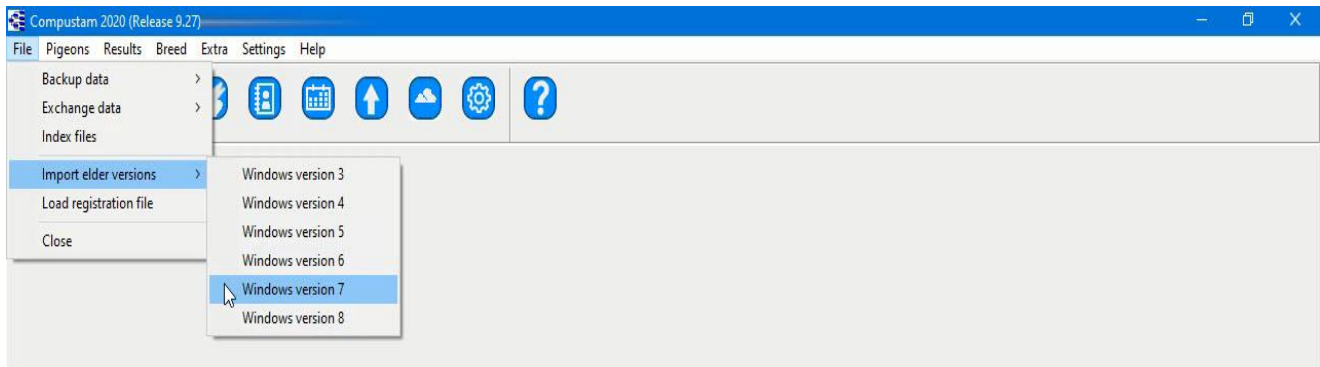 Compustam 2020 (Release 9.27)
File Pigeons Results Breed Extra Settings Help
Backup data
Exchange data
Index files
Import elder versions
Load registration file
Close
Windows version 3
Windows version 4
Windows version 5
Windows version 6
Windows version 7
Windows version 8